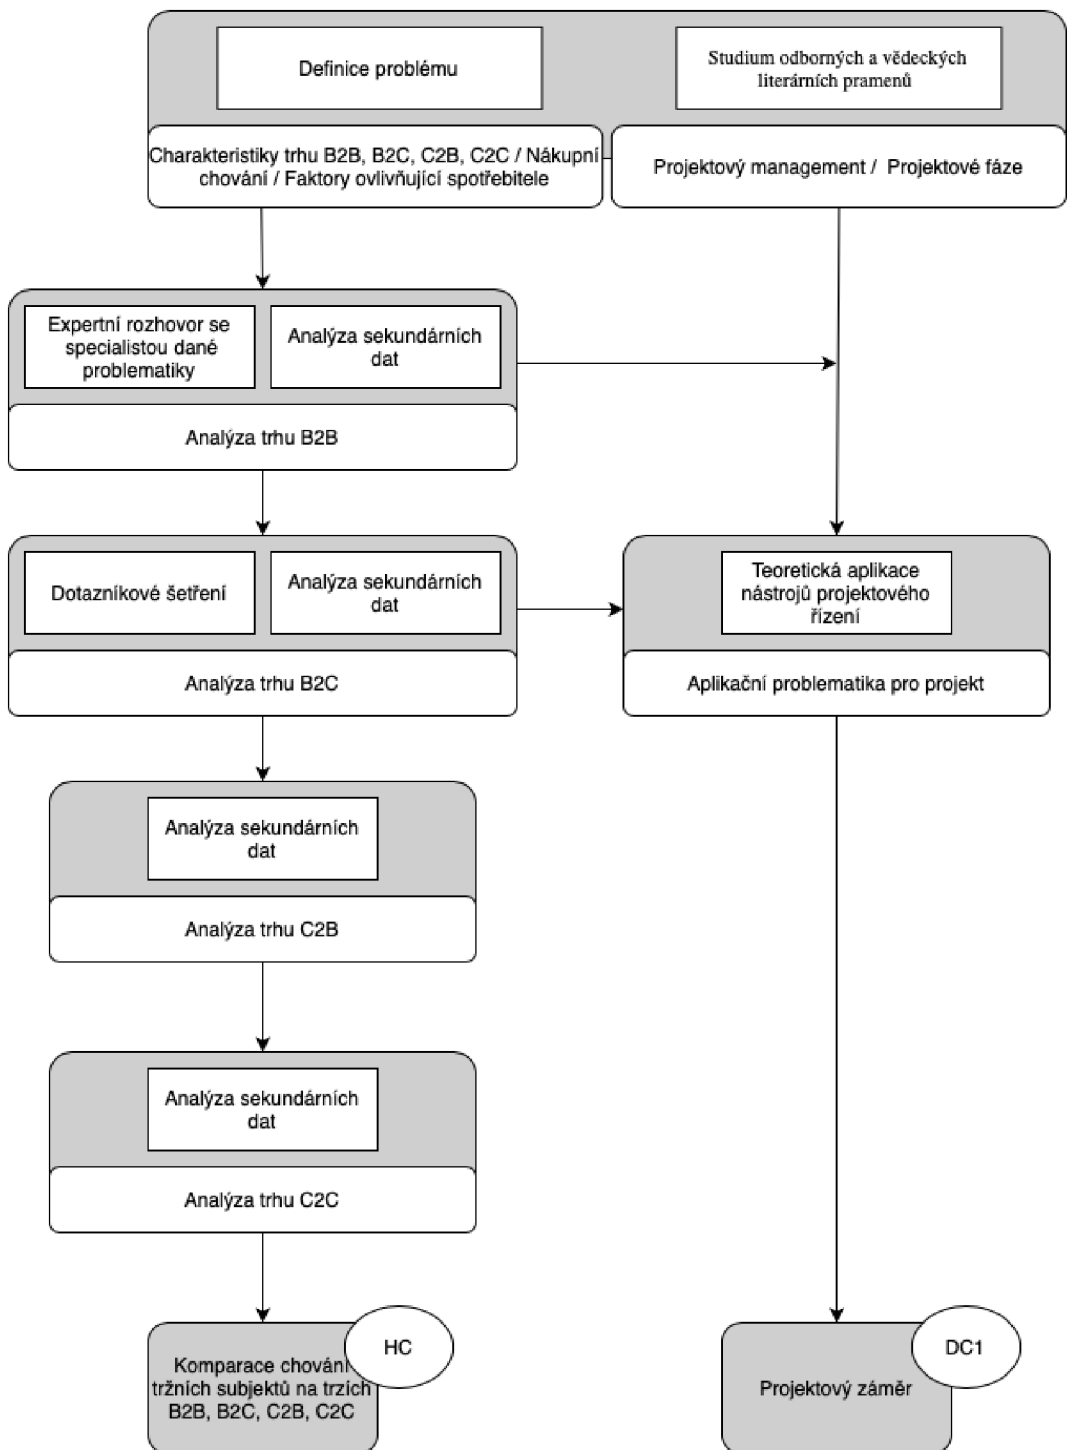 Definice problému
Studium odborných a vědeckých
literárních pramenů
Charakteristiky trhu B2B, B2C, C2B, C2C / Nákupní
chování / Faktory ovlivňující spotřebitele
Projektový management / Projektové fáze
Expertní rozhovor se
specialistou dané
problematiky
Analýza sekundárních
dat
Analýza trhu B2B
Dotazníkové šetření
Analýza sekundárních
dat
Analýza trhu B2C
Teoretická aplikace
nástrojů projektového
řízení
Aplikační problematika pro projekt
Analýza sekundárních
dat
Analýza trhu C2B
Analýza sekundárních
dat
Analýza trhu C2C
HC
Komparace chování
tržních subjektů na trzích
B2B, B2C, C2B, C2C
DC1
Projektový záměr